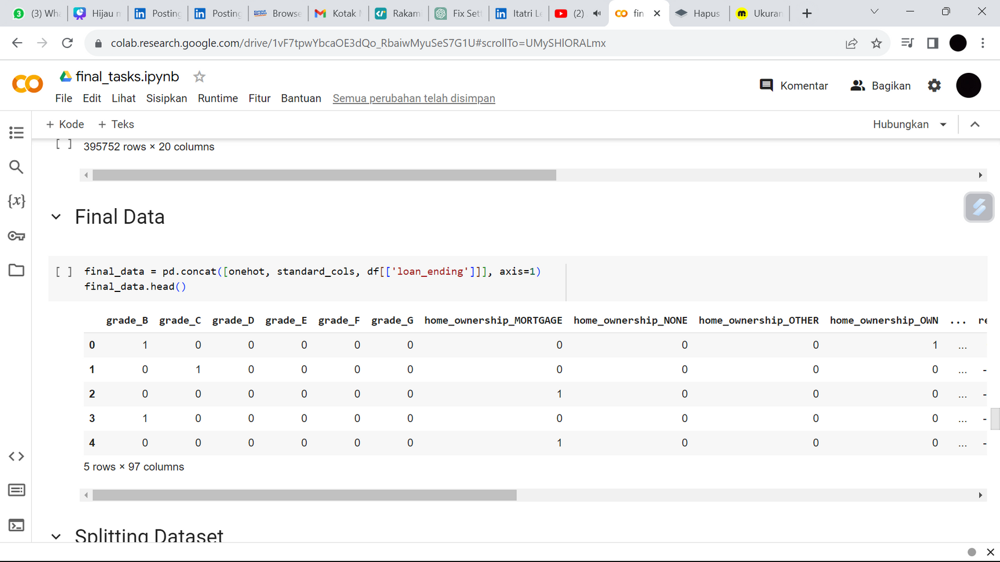 (3) Wha
Hijau m
Posting
Posting
Browse
Kotak M
Rakami
Fix Sett
Itatri Le
(2)
fin
Hapus
Ukuran
colab.research.google.com/drive/1vF7tpwYbcaOE3dQo_RbaiwMyuSeS7G1U#scrollTo=UMySHlORALmx
final_tasks.ipynb
Komentar
Bagikan
File Edit Lihat Sisipkan Runtime Fitur Bantuan Semua perubahan telah disimpan
+ Kode + Teks
Hubungkan
[ ] 395752 rows × 20 columns
Final Data
[ ] final_data = pd.concat([onehot, standard_cols, df[['loan_ending']]], axis=1)
final_data.head()
grade_B grade_C grade_D grade_E grade_F grade_G home_ownership_MORTGAGE home_ownership_NONE home_ownership_OTHER home_ownership_OWN ... re
0 1 0 0 0 0 0 0 0 0 1 ...
1 0 1 0 0 0 0 0 0 0 0 ... -
2 0 0 0 0 0 0 1 0 0 0 ... -
3 1 0 0 0 0 0 0 0 0 0 ... -
4 0 0 0 0 0 0 1 0 0 0 ... -
5 rows × 97 columns
Splitting Dataset